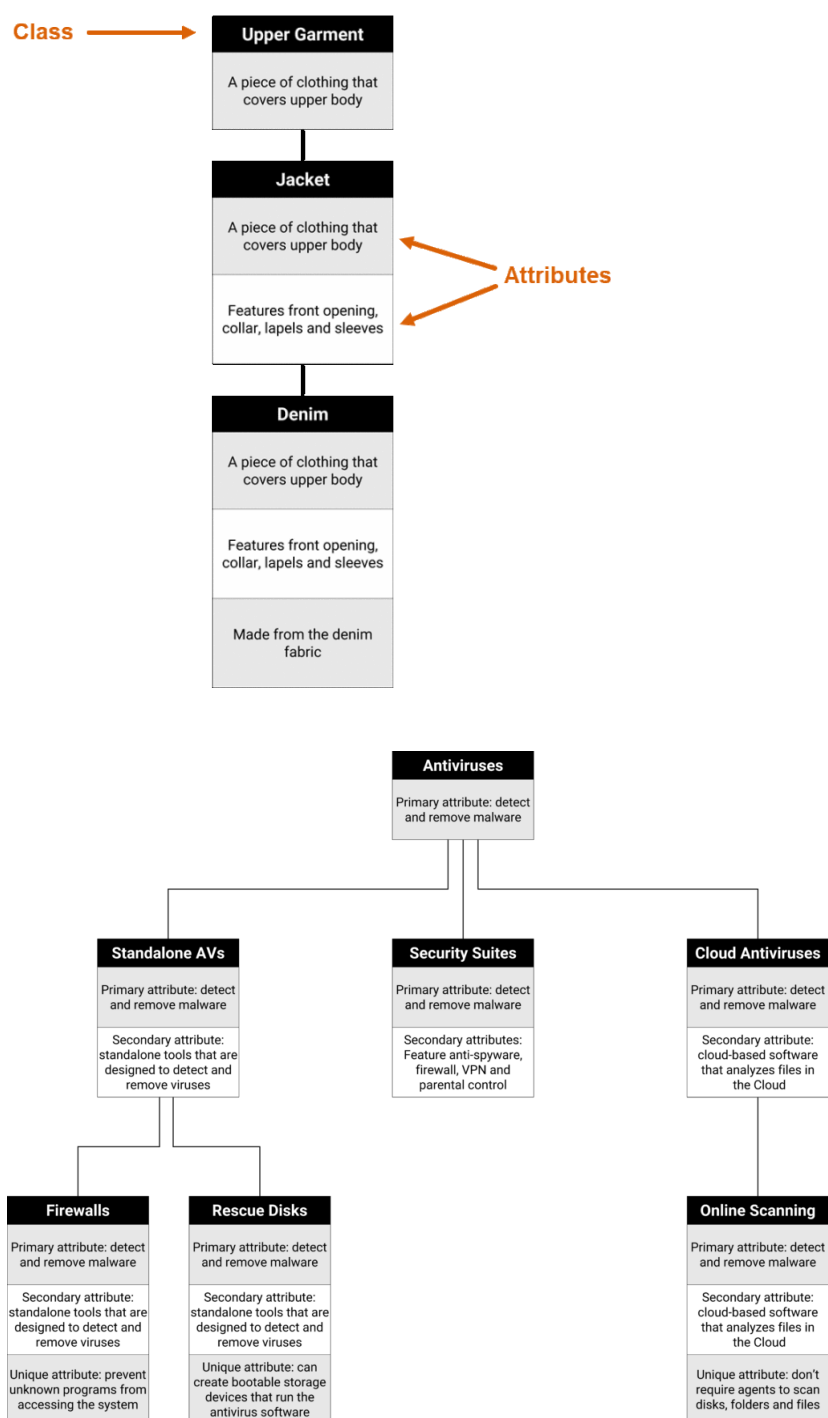 Class
Upper Garment
A piece of clothing that
covers upper body
Jacket
A piece of clothing that
covers upper body
Attributes
Features front opening,
collar, lapels and sleeves
Denim
A piece of clothing that
covers upper body
Features front opening,
collar, lapels and sleeves
Made from the denim
fabric
Antiviruses
Primary attribute: detect
and remove malware
Standalone AVs
Primary attribute: detect
and remove malware
Secondary attribute:
standalone tools that are
designed to detect and
remove viruses
Security Suites
Primary attribute: detect
and remove malware
Secondary attributes:
Feature anti-spyware,
firewall, VPN and
parental control
Cloud Antiviruses
Primary attribute: detect
and remove malware
Secondary attribute:
cloud-based software
that analyzes files in
the Cloud
Firewalls
Primary attribute: detect
and remove malware
Secondary attribute:
standalone tools that are
designed to detect and
remove viruses
Unique attribute: prevent
unknown programs from
accessing the system
Rescue Disks
Primary attribute: detect
and remove malware
Secondary attribute:
standalone tools that are
designed to detect and
remove viruses
Unique attribute: can
create bootable storage
devices that run the
antivirus software
Online Scanning
Primary attribute: detect
and remove malware
Secondary attribute:
cloud-based software
that analyzes files in
the Cloud
Unique attribute: don't
require agents to scan
disks, folders and files